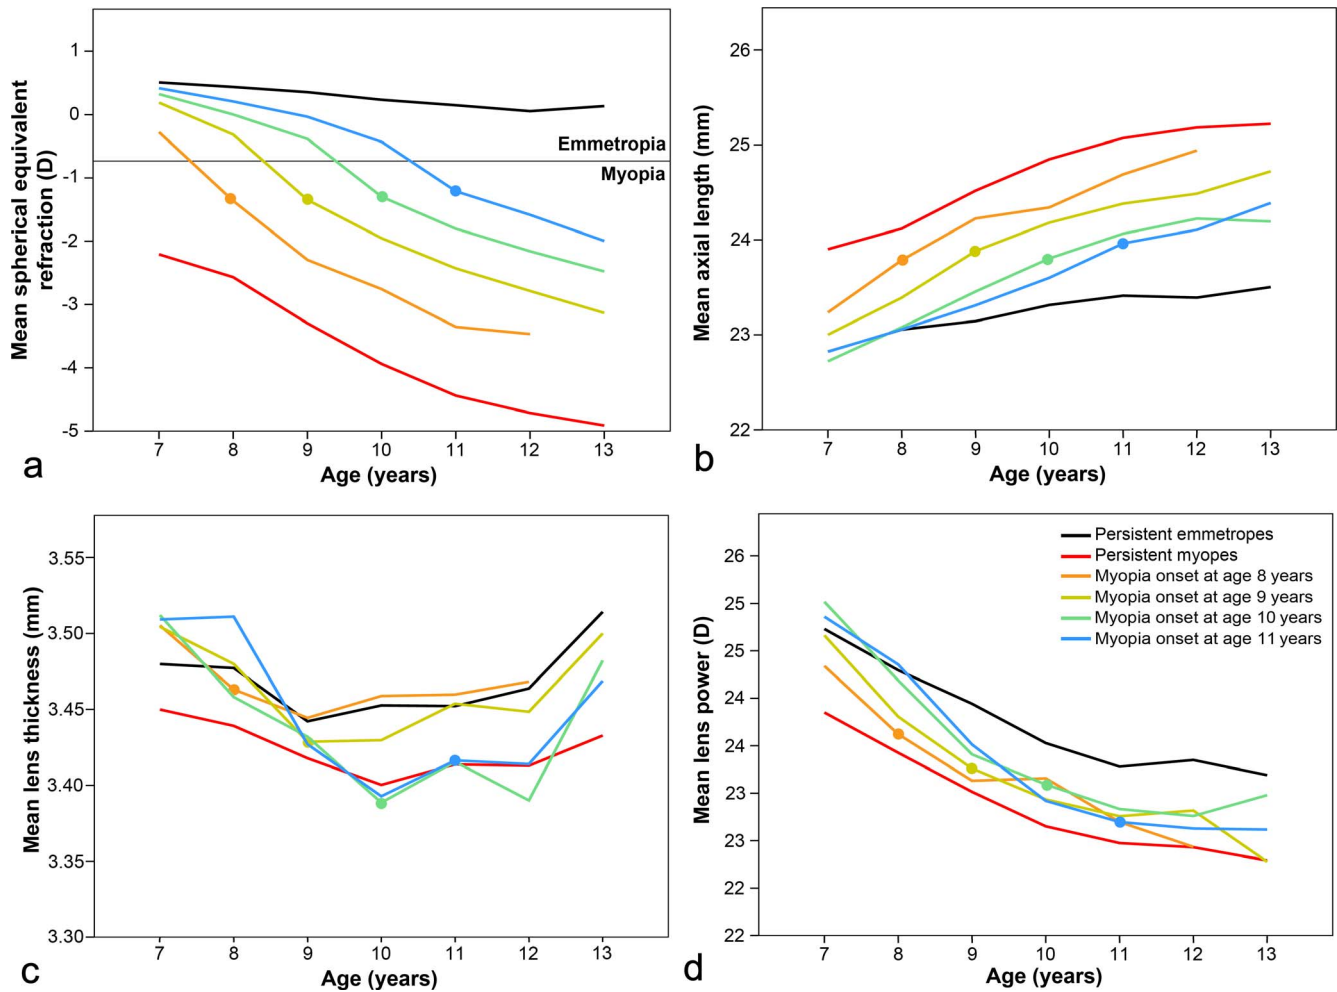 1
0
-1
-2
-3
-4
-5
Mean spherical equivalent
refraction (D)
Emmetropia
Myopia
7 8 9 10 11 12 13
Age (years)
a
26
25
24
23
22
Mean axial length (mm)
7 8 9 10 11 12 13
Age (years)
b
3.55
3.50
3.45
3.40
3.35
3.30
Mean lens thickness (mm)
7 8 9 10 11 12 13
Age (years)
c
26
25
25
24
24
23
23
22
22
Mean lens power (D)
Persistent emmetropes
Persistent myopes
Myopia onset at age 8 years
Myopia onset at age 9 years
Myopia onset at age 10 years
Myopia onset at age 11 years
7 8 9 10 11 12 13
Age (years)
d